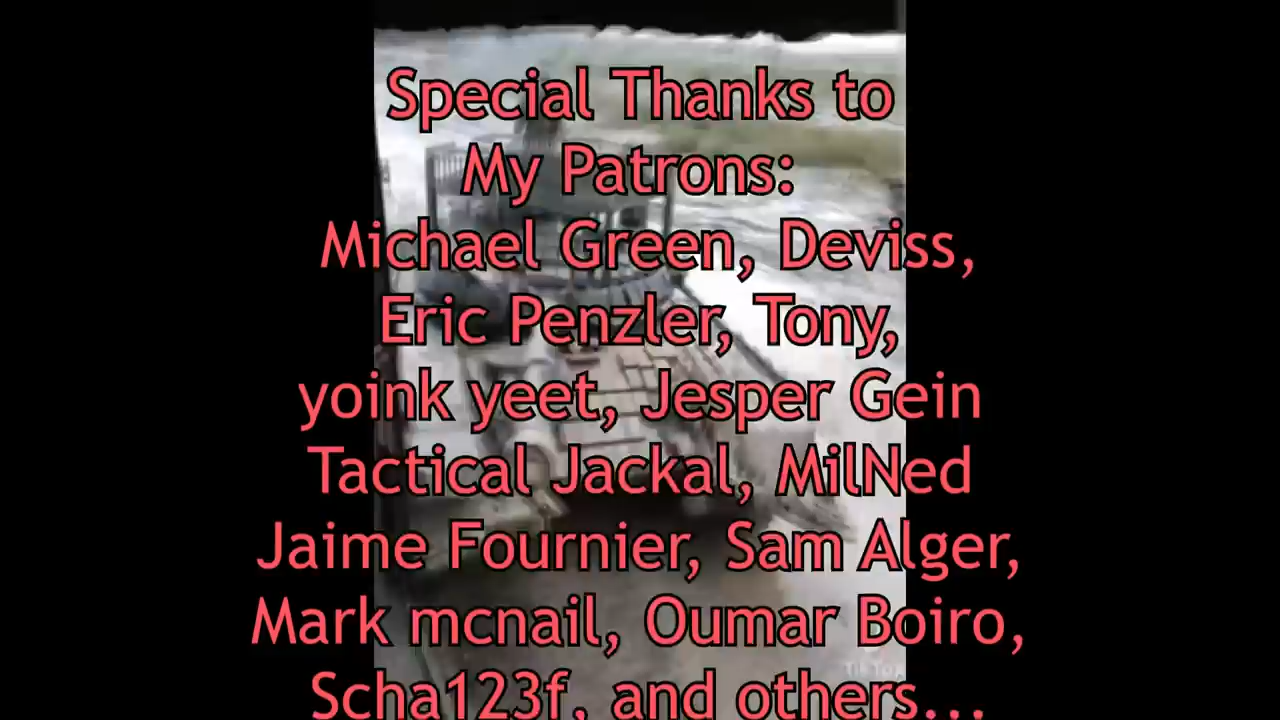 Special Thanks to
My Patrons:
Michael Green, Deviss,
Eric Penzler, Tony,
yoink yeet, Jesper Gein
Tactical Jackal, MilNed
Jaime Fournier, Sam Alger,
Mark mcnail, Oumar Boiro,
Scha123f, and others...
TikTok